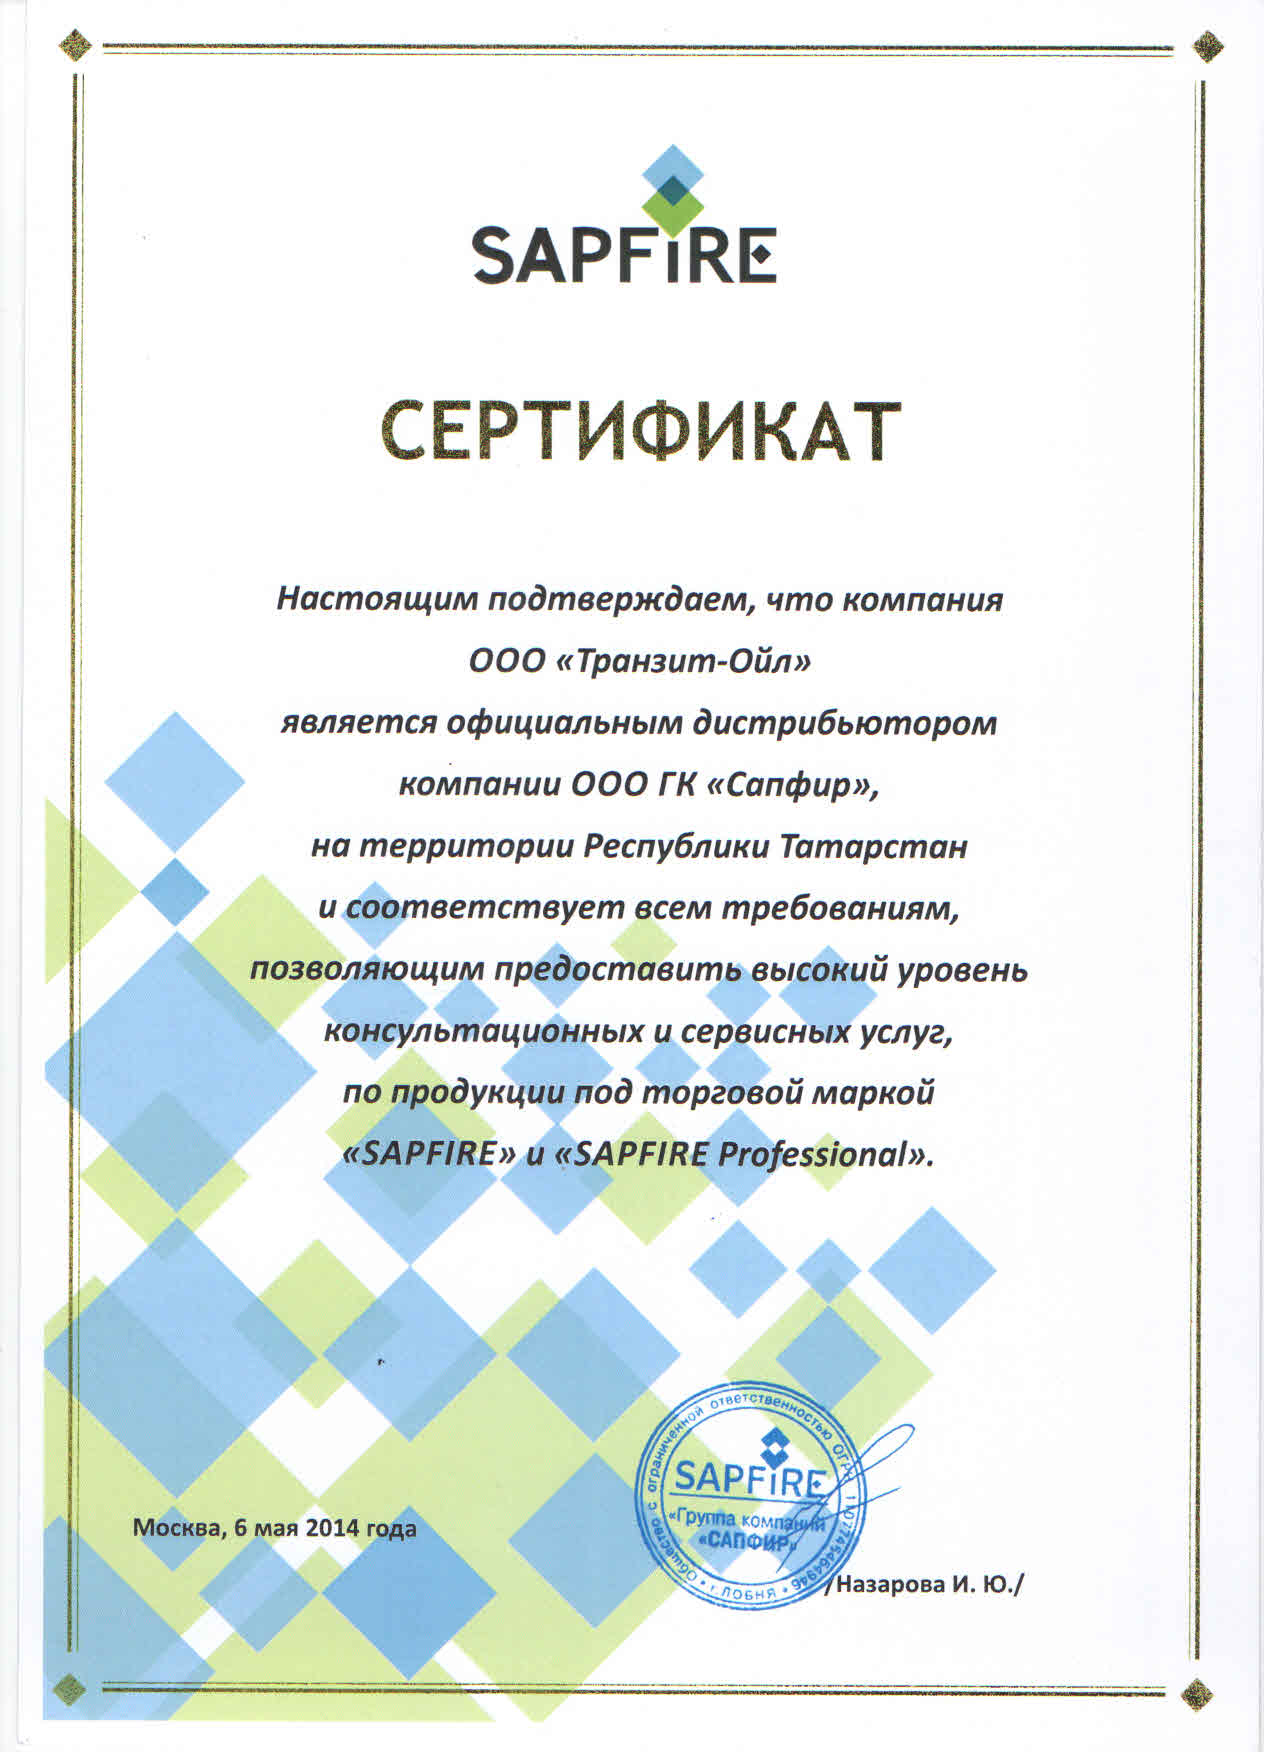 SAPFIRE
СЕРТИФИКАТ
Настоящим подтверждаем, что компания
ООО «Транзит-Ойл»
является официальным дистрибьютором
компании ООО ГК «Сапфир»,
на территории Республики Татарстан
и соответствует всем требованиям,
позволяющим предоставить высокий уровень
консультационных и сервисных услуг,
по продукции под торговой маркой
«SAPFIRE» и «SAPFIRE Professional».
Общество с ограниченной ответственностью ОГРН
SAPFIRE
«Группа компаний
«САПФИР»
г. ЛОБНЯ
Москва, 6 мая 2014 года
/Назарова И. Ю./